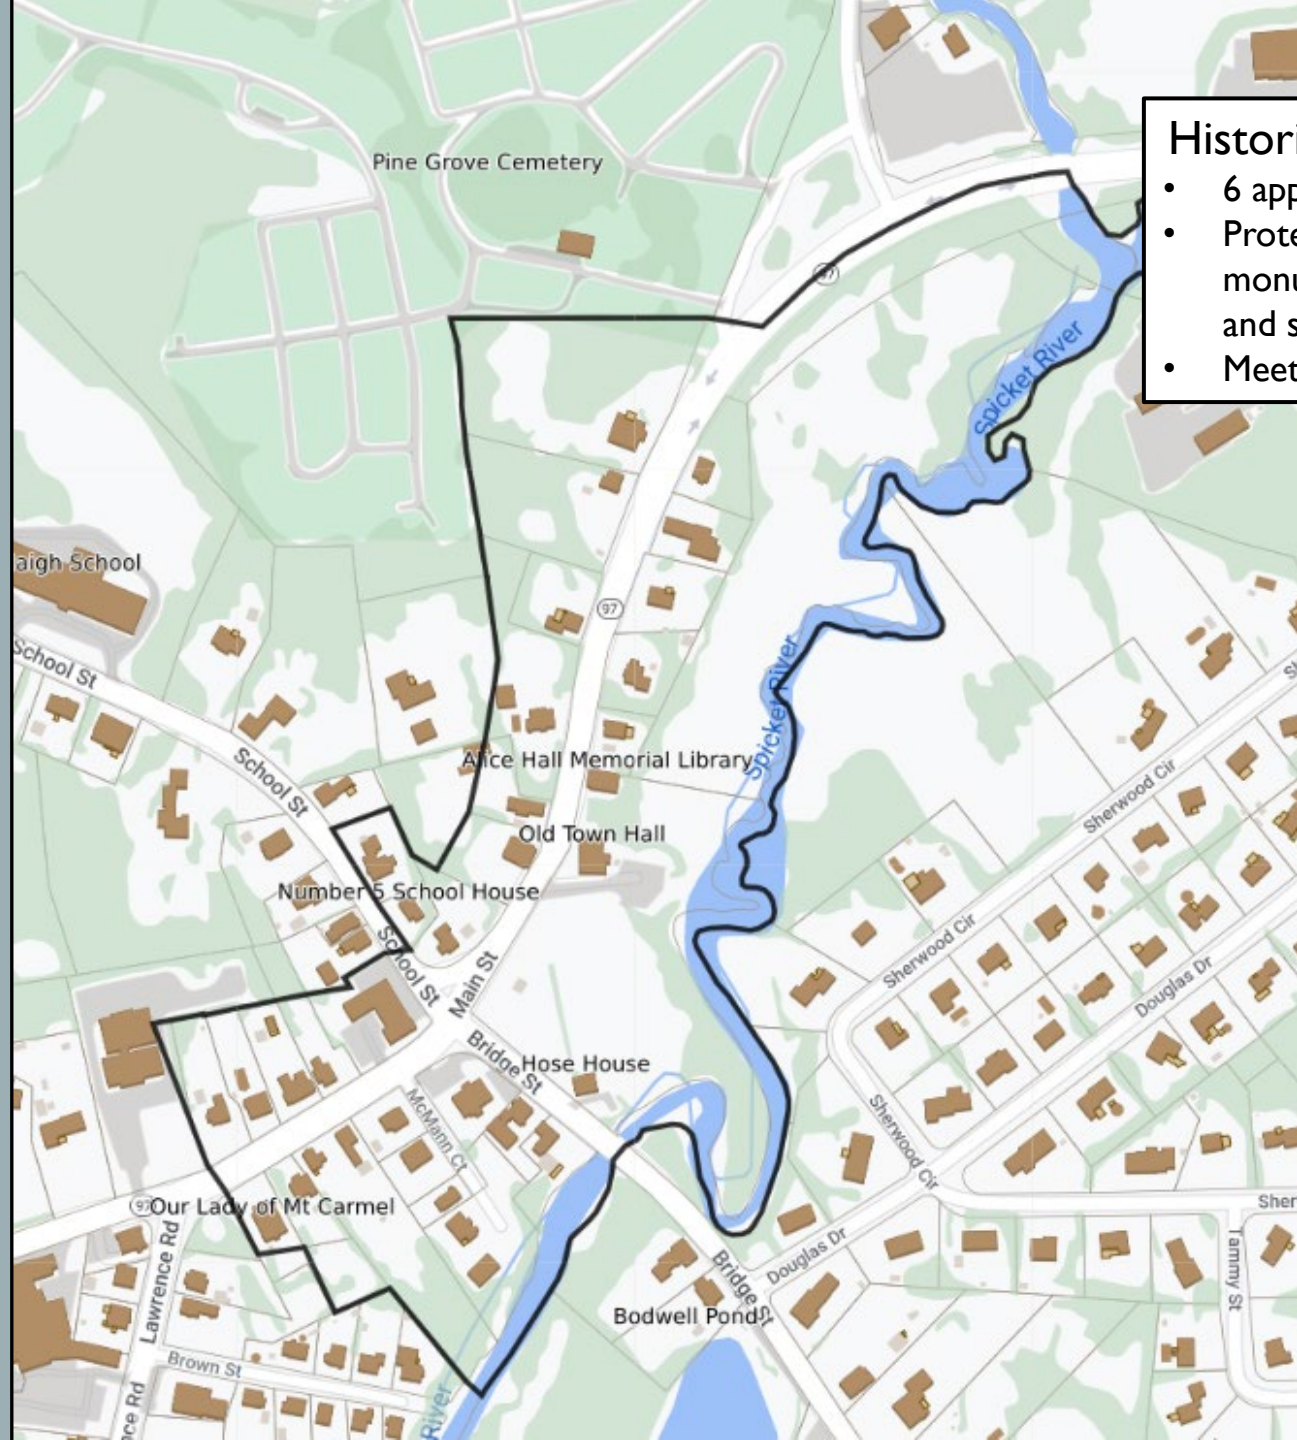 Pine Grove Cemetery
Histori
• 6 app
• Prote
monu
and s
• Meet
97
Spicket River
aigh School
97
School St
Spicket River
Alice Hall Memorial Library
School St
Sherwood Cir
Old Town Hall
Number 5 School House
School St
Main St
Sherwood Cir
Douglas Dr
Bridge St
Hose House
McMann Ct
Sherwood Cir
97
Our Lady of Mt Carmel
Sher
Lawrence Rd
Bridge St
Douglas Dr
Tammy St
Bodwell Pond
Brown St
nce Rd
River